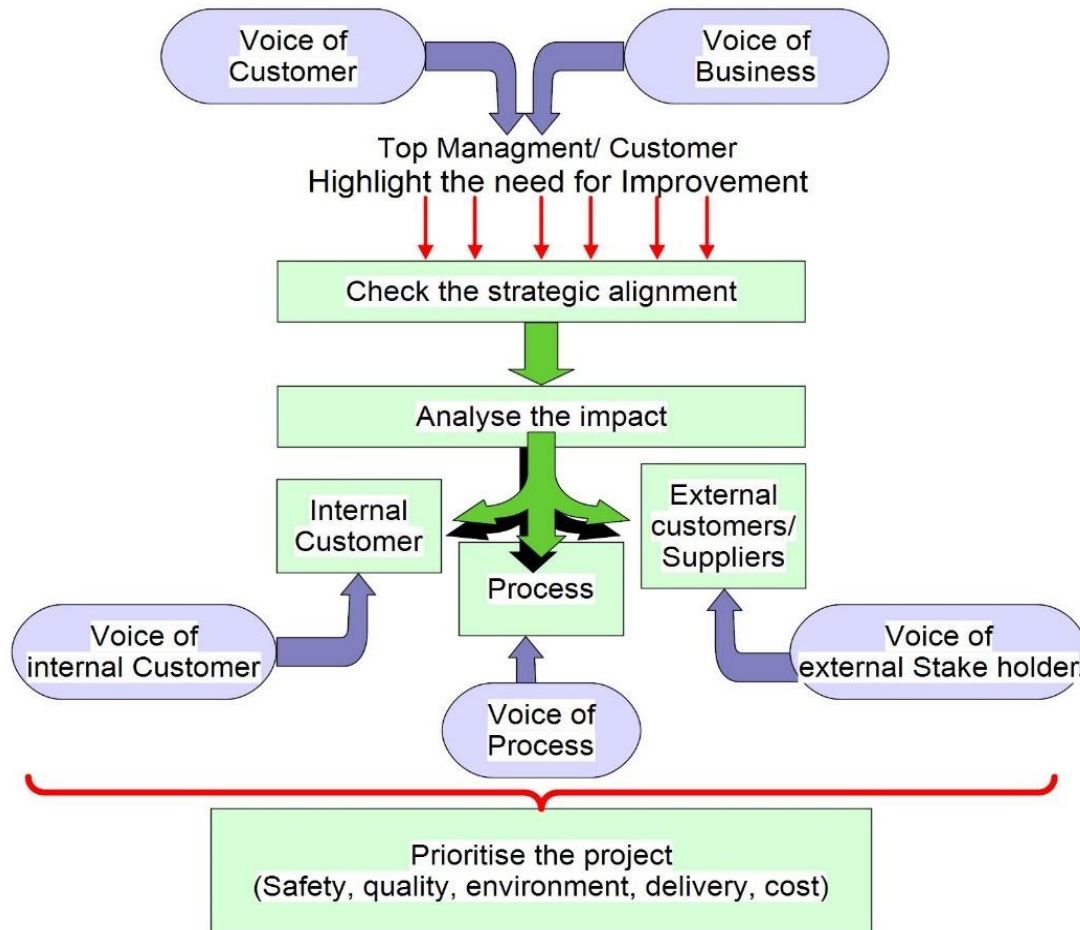 Voice of
Customer
Voice of
Business
Top Managment/ Customer
Highlight the need for Improvement
Check the strategic alignment
Analyse the impact
Internal
Customer
Process
External
customers/
Suppliers
Voice of
internal Customer
Voice of
Process
Voice of
external Stake holder
Prioritise the project
(Safety, quality, environment, delivery, cost)